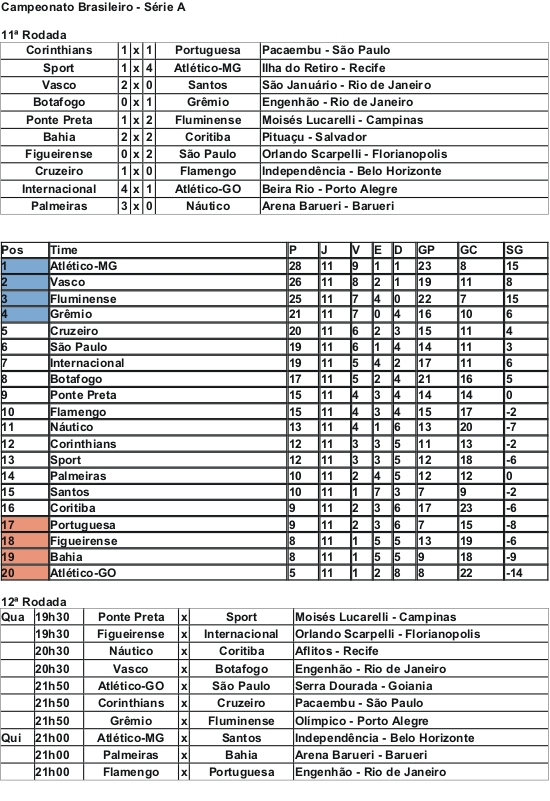 Campeonato Brasileiro - Série A
11ª Rodada
Corinthians 1 x 1 Portuguesa Pacaembu - São Paulo
Sport 1 x 4 Atlético-MG Ilha do Retiro - Recife
Vasco 2 x 0 Santos São Januário - Rio de Janeiro
Botafogo 0 x 1 Grêmio Engenhão - Rio de Janeiro
Ponte Preta 1 x 2 Fluminense Moisés Lucarelli - Campinas
Bahia 2 x 2 Coritiba Pituaçu - Salvador
Figueirense 0 x 2 São Paulo Orlando Scarpelli - Florianopolis
Cruzeiro 1 x 0 Flamengo Independência - Belo Horizonte
Internacional 4 x 1 Atlético-GO Beira Rio - Porto Alegre
Palmeiras 3 x 0 Náutico Arena Barueri - Barueri
Pos Time P J V E D GP GC SG
1 Atlético-MG 28 11 9 1 1 23 8 15
2 Vasco 26 11 8 2 1 19 11 8
3 Fluminense 25 11 7 4 0 22 7 15
4 Grêmio 21 11 7 0 4 16 10 6
5 Cruzeiro 20 11 6 2 3 15 11 4
6 São Paulo 19 11 6 1 4 14 11 3
7 Internacional 19 11 5 4 2 17 11 6
8 Botafogo 17 11 5 2 4 21 16 5
9 Ponte Preta 15 11 4 3 4 14 14 0
10 Flamengo 15 11 4 3 4 15 17 -2
11 Náutico 13 11 4 1 6 13 20 -7
12 Corinthians 12 11 3 3 5 11 13 -2
13 Sport 12 11 3 3 5 12 18 -6
14 Palmeiras 10 11 2 4 5 12 12 0
15 Santos 10 11 1 7 3 7 9 -2
16 Coritiba 9 11 2 3 6 17 23 -6
17 Portuguesa 9 11 2 3 6 7 15 -8
18 Figueirense 8 11 1 5 5 13 19 -6
19 Bahia 8 11 1 5 5 9 18 -9
20 Atlético-GO 5 11 1 2 8 8 22 -14
12ª Rodada
Qua 19h30 Ponte Preta x Sport Moisés Lucarelli - Campinas
19h30 Figueirense x Internacional Orlando Scarpelli - Florianopolis
20h30 Náutico x Coritiba Aflitos - Recife
20h30 Vasco x Botafogo Engenhão - Rio de Janeiro
21h50 Atlético-GO x São Paulo Serra Dourada - Goiania
21h50 Corinthians x Cruzeiro Pacaembu - São Paulo
21h50 Grêmio x Fluminense Olímpico - Porto Alegre
Qui 21h00 Atlético-MG x Santos Independência - Belo Horizonte
21h00 Palmeiras x Bahia Arena Barueri - Barueri
21h00 Flamengo x Portuguesa Engenhão - Rio de Janeiro